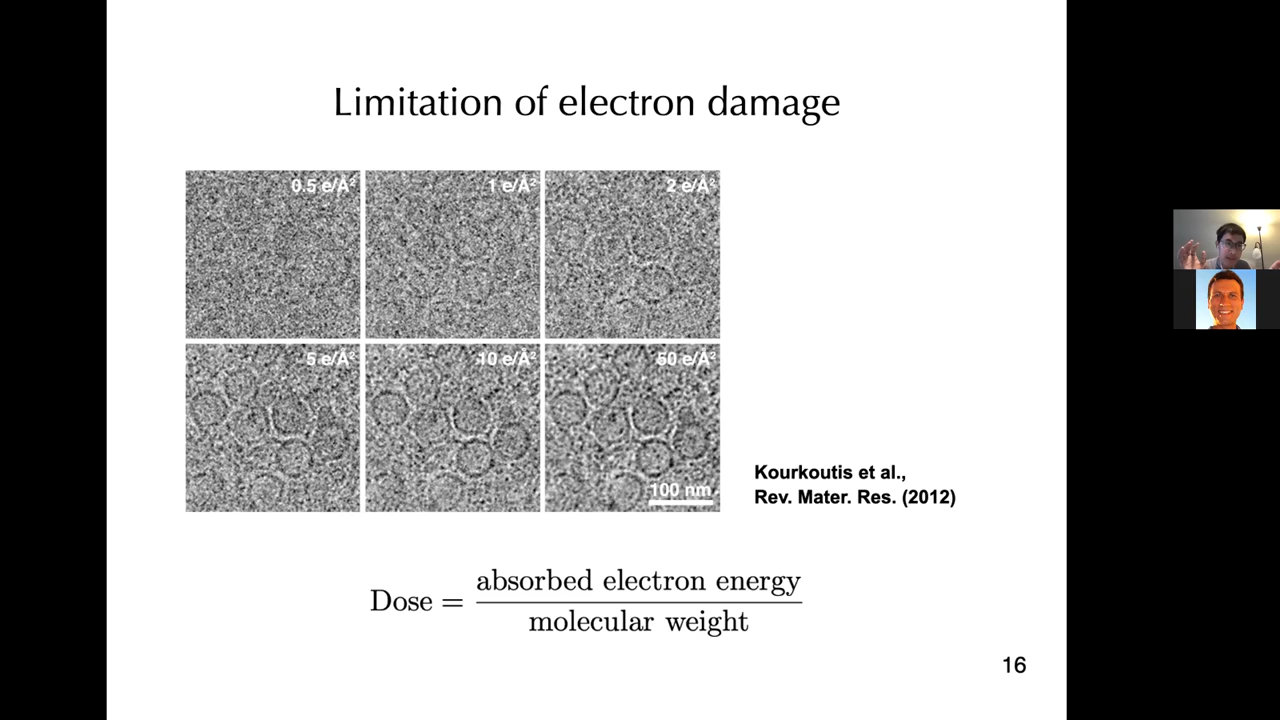 Limitation of electron damage
0.5 e/Å²
1 e/Å²
2 e/Å²
5 e/Å²
10 e/Å²
50 e/Å²
100 nm
Kourkoutis et al.,
Rev. Mater. Res. (2012)
Dose = absorbed electron energy
molecular weight
16